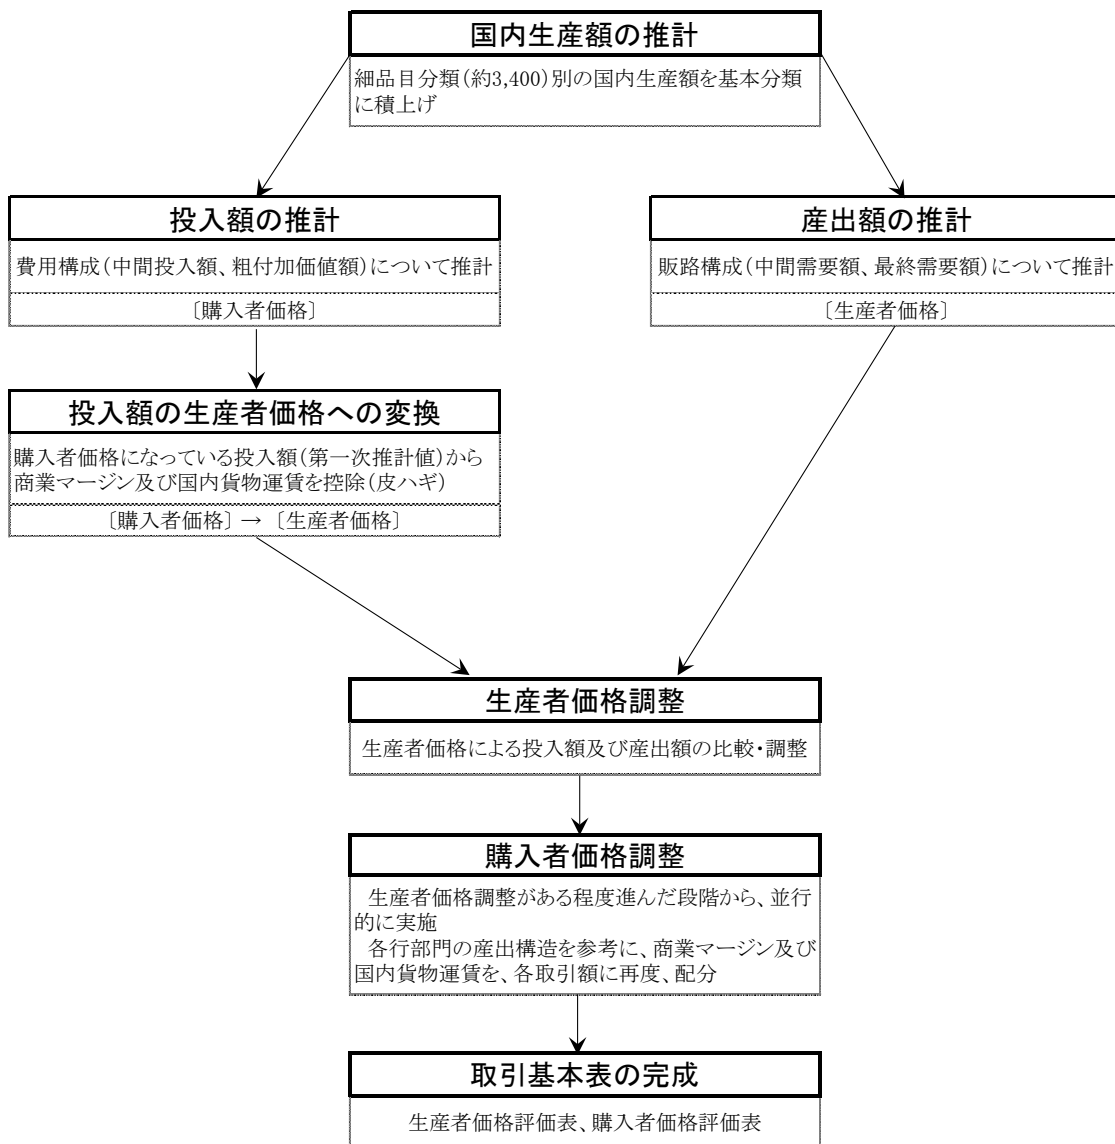 国内生産額の推計
細品目分類(約3,400)別の国内生産額を基本分類
に積上げ
投入額の推計
費用構成(中間投入額、粗付加価値額)について推計
〔購入者価格〕
産出額の推計
販路構成(中間需要額、最終需要額)について推計
〔生産者価格〕
投入額の生産者価格への変換
購入者価格になっている投入額(第一次推計値)から
商業マージン及び国内貨物運賃を控除(皮ハギ)
〔購入者価格〕 → 〔生産者価格〕
生産者価格調整
生産者価格による投入額及び産出額の比較・調整
購入者価格調整
生産者価格調整がある程度進んだ段階から、並行
的に実施
各行部門の産出構造を参考に、商業マージン及び
国内貨物運賃を、各取引額に再度、配分
取引基本表の完成
生産者価格評価表、購入者価格評価表